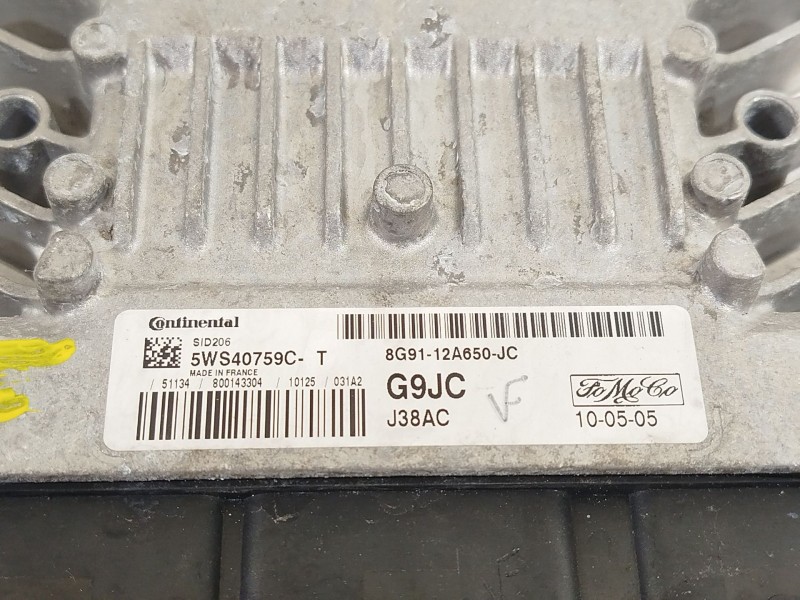 Continental
SID206
5WS40759C- T
MADE IN FRANCE
/ 51134 / 800143304 / 10125 / 031A2
8G91-12A650-JC
G9JC
J38AC
VF
FoMoCo
10-05-05